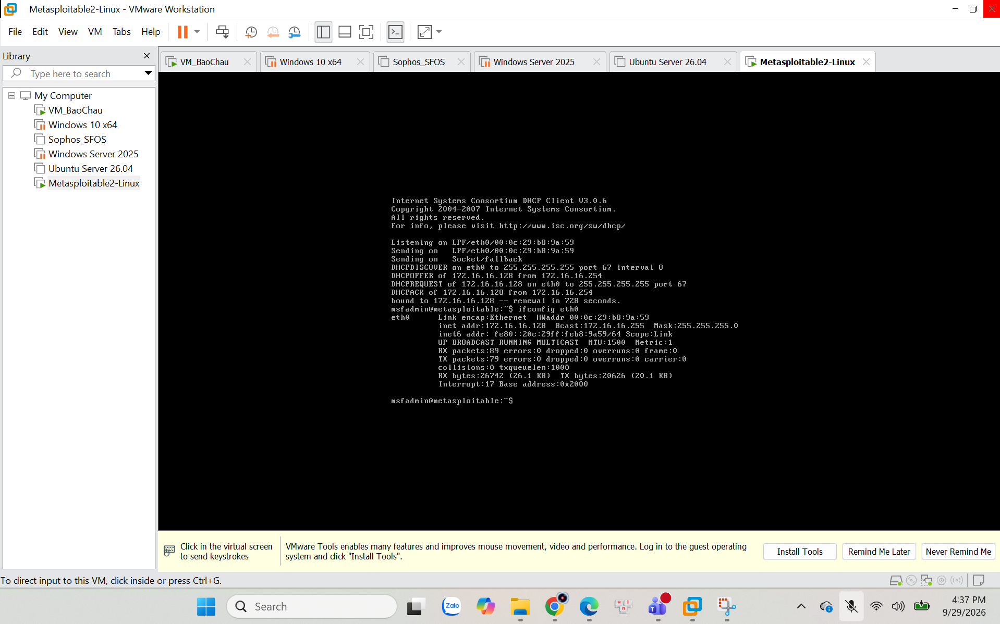 Metasploitable2-Linux - VMware Workstation
File Edit View VM Tabs Help
Library
Type here to search
My Computer
VM_BaoChau
Windows 10 x64
Sophos_SFOS
Windows Server 2025
Ubuntu Server 26.04
Metasploitable2-Linux
VM_BaoChau Windows 10 x64 Sophos_SFOS Windows Server 2025 Ubuntu Server 26.04 Metasploitable2-Linux
Internet Systems Consortium DHCP Client V3.0.6
Copyright 2004-2007 Internet Systems Consortium.
All rights reserved.
For info, please visit http://www.isc.org/sw/dhcp/
Listening on LPF/eth0/00:0c:29:b8:9a:59
Sending on   LPF/eth0/00:0c:29:b8:9a:59
Sending on   Socket/fallback
DHCPDISCOVER on eth0 to 255.255.255.255 port 67 interval 8
DHCPOFFER of 172.16.16.128 from 172.16.16.254
DHCPREQUEST of 172.16.16.128 on eth0 to 255.255.255.255 port 67
DHCPACK of 172.16.16.128 from 172.16.16.254
bound to 172.16.16.128 -- renewal in 728 seconds.
msfadmin@metasploitable:~$ ifconfig eth0
eth0      Link encap:Ethernet  HWaddr 00:0c:29:b8:9a:59
          inet addr:172.16.16.128  Bcast:172.16.16.255  Mask:255.255.255.0
          inet6 addr: fe80::20c:29ff:feb8:9a59/64 Scope:Link
          UP BROADCAST RUNNING MULTICAST  MTU:1500  Metric:1
          RX packets:89 errors:0 dropped:0 overruns:0 frame:0
          TX packets:79 errors:0 dropped:0 overruns:0 carrier:0
          collisions:0 txqueuelen:1000
          RX bytes:26742 (26.1 KB)  TX bytes:20626 (20.1 KB)
          Interrupt:17 Base address:0x2000
msfadmin@metasploitable:~$
Click in the virtual screen
to send keystrokes
VMware Tools enables many features and improves mouse movement, video and performance. Log in to the guest operating
system and click "Install Tools".
Install Tools Remind Me Later Never Remind Me
To direct input to this VM, click inside or press Ctrl+G.
Search
Zalo
4:37 PM
9/29/2026